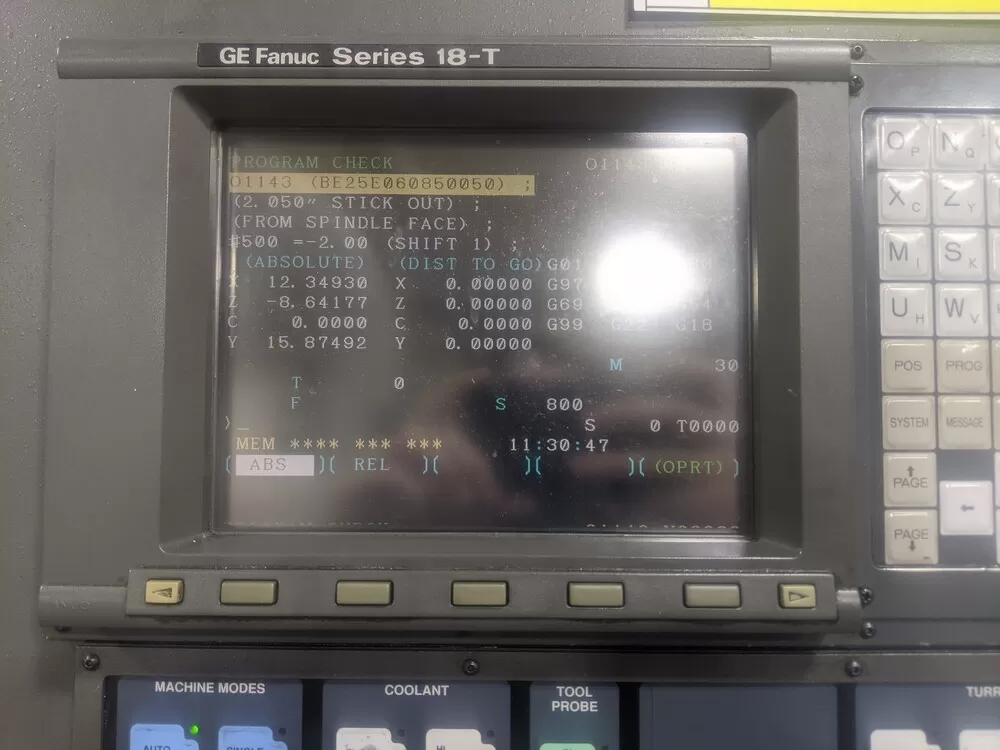 GE Fanuc Series 18-T
PROGRAM CHECK
O1143 (BE25E060850050) ;
(2.050" STICK OUT) ;
(FROM SPINDLE FACE) ;
#500 =-2.00 (SHIFT 1) ;
(ABSOLUTE) (DIST TO GO) G01
X 12.34930 X 0.00000 G97
Z -8.64177 Z 0.00000 G69
C 0.0000 C 0.0000 G99 G22 G18
Y 15.87492 Y 0.00000
M 30
T 0
F S 800
S 0 T0000
>_
MEM **** *** *** 11:30:47
( ABS )( REL )( )( )( (OPRT) )
O P N Q
X C Z Y
M I S K
U H W V
POS PROG
SYSTEM MESSAGE
PAGE ←
PAGE
MACHINE MODES COOLANT TOOL PROBE
AUTO SINGLE